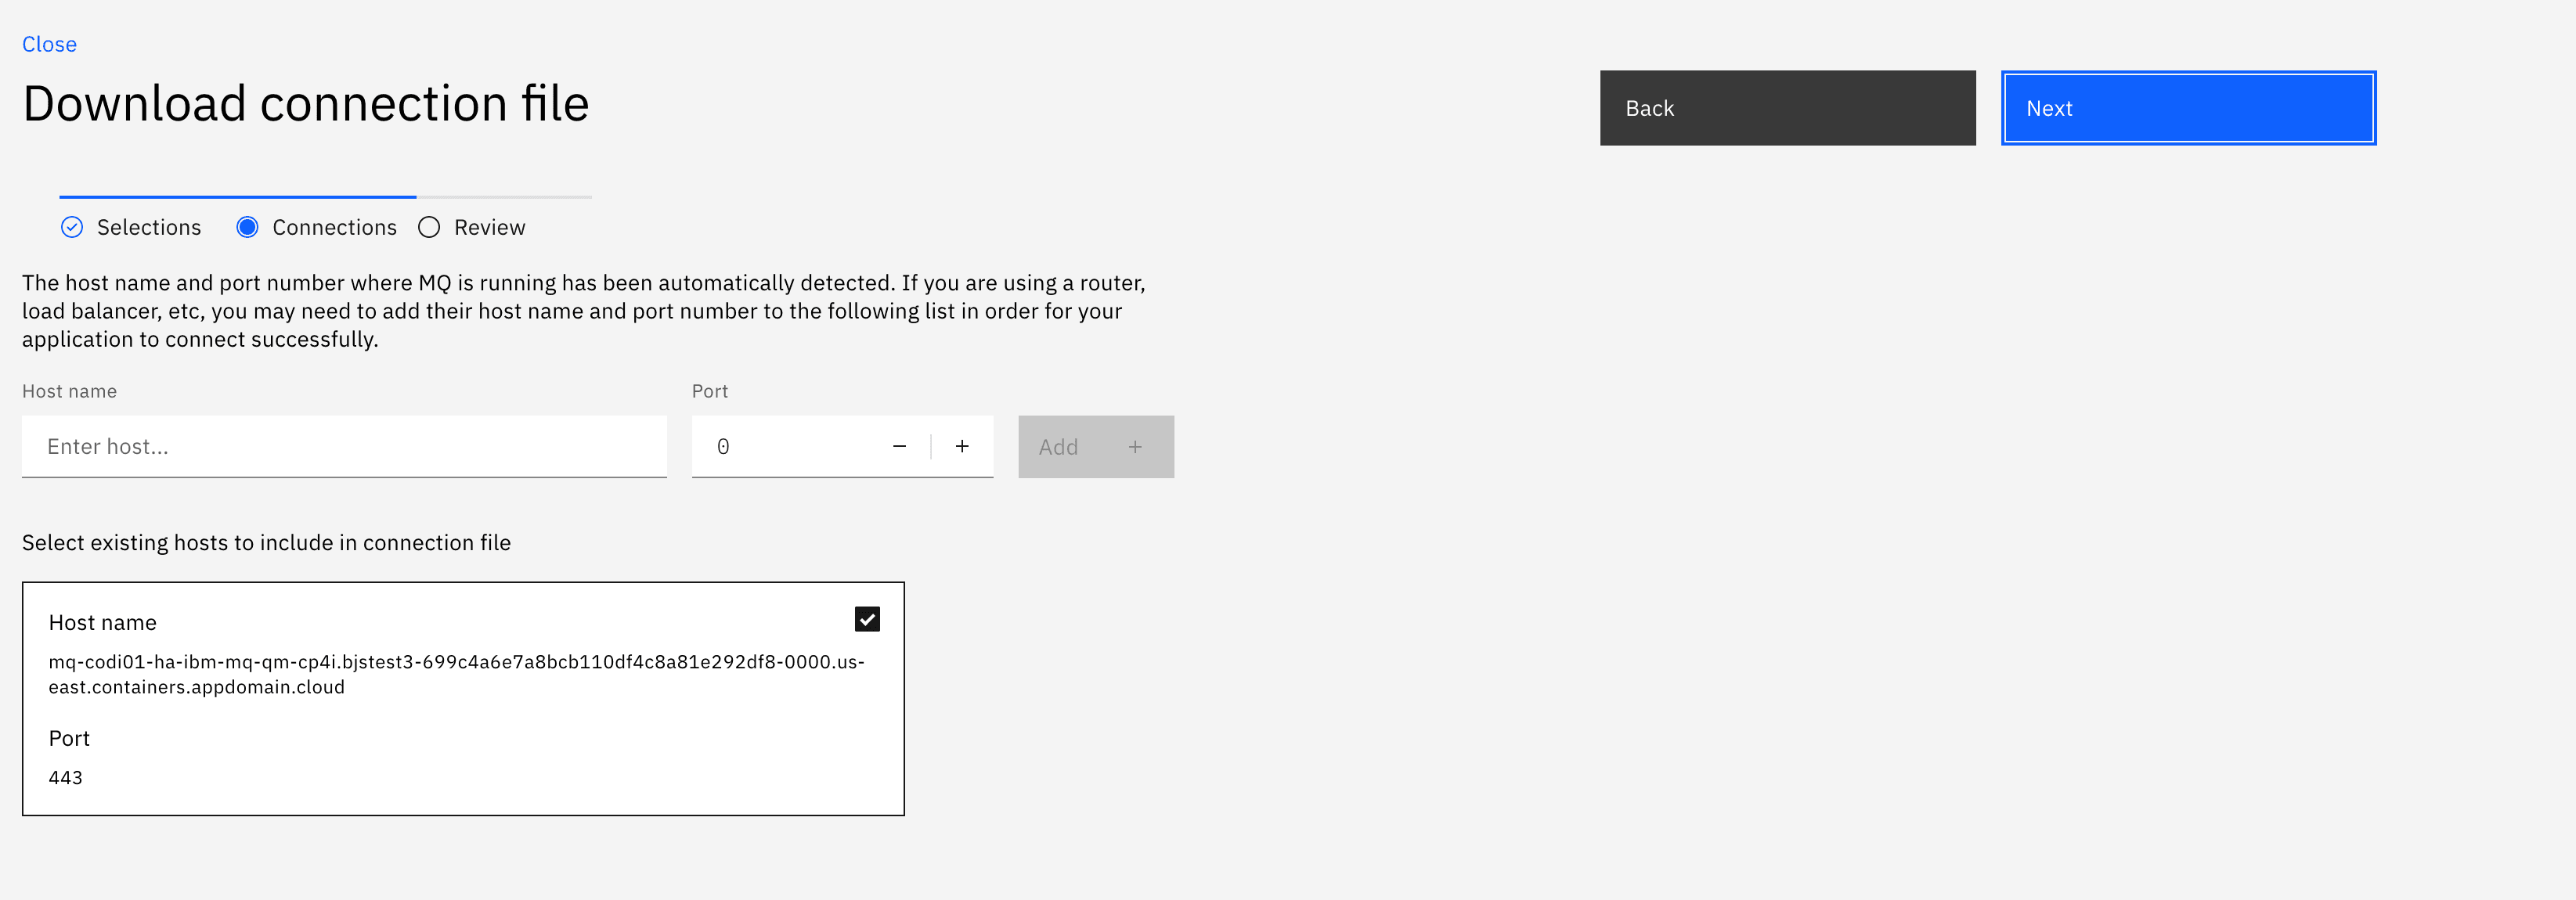 Close
Download connection file
Back
Next
Selections
Connections
Review
The host name and port number where MQ is running has been automatically detected. If you are using a router,
load balancer, etc, you may need to add their host name and port number to the following list in order for your
application to connect successfully.
Host name
Port
Enter host...
0
Add
Select existing hosts to include in connection file
Host name
mq-codi01-ha-ibm-mq-qm-cp4i.bjstest3-699c4a6e7a8bcb110df4c8a81e292df8-0000.us-
east.containers.appdomain.cloud
Port
443